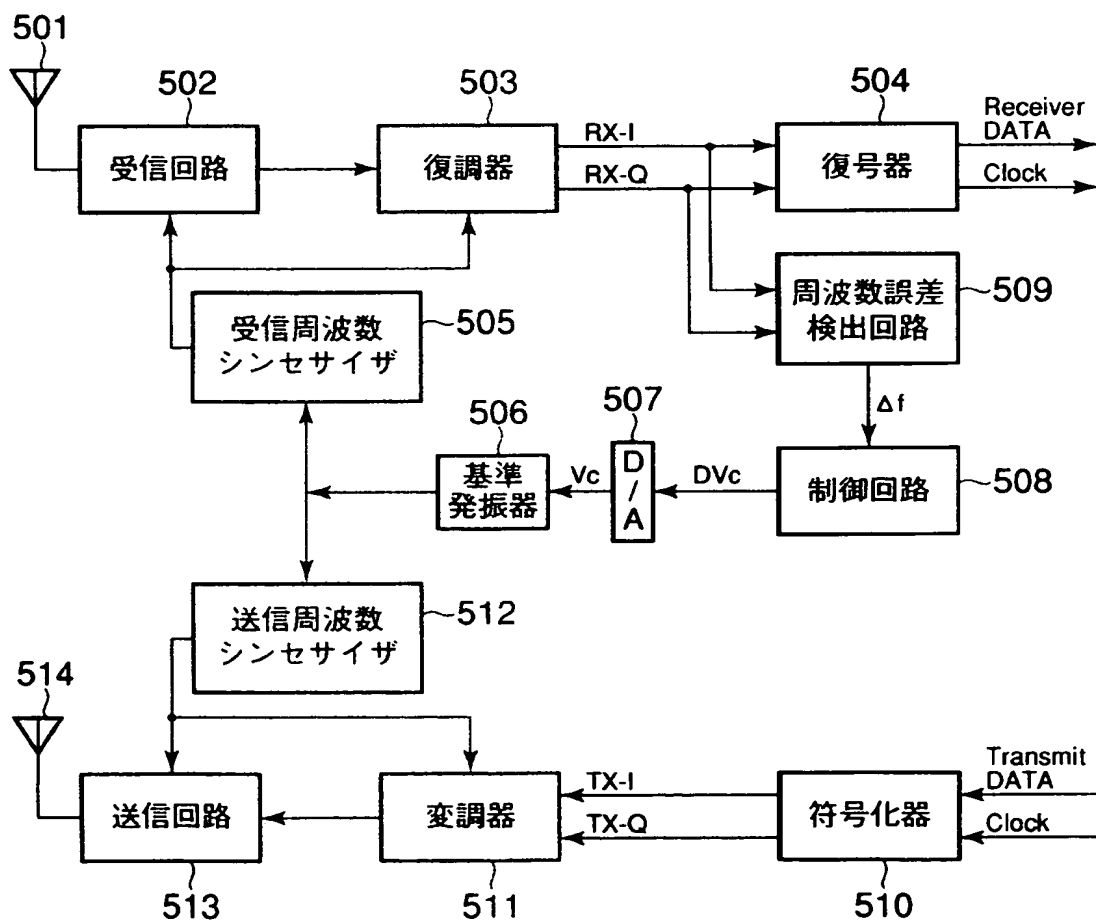 501
502
503
504
受信回路
復調器
RX-I
RX-Q
復号器
Receiver
DATA
Clock
受信周波数
シンセサイザ
505
周波数誤差
検出回路
509
Δf
506
507
基準
発振器
Vc
D
/
A
DVc
制御回路
508
送信周波数
シンセサイザ
512
514
送信回路
変調器
TX-I
TX-Q
符号化器
Transmit
DATA
Clock
513
511
510